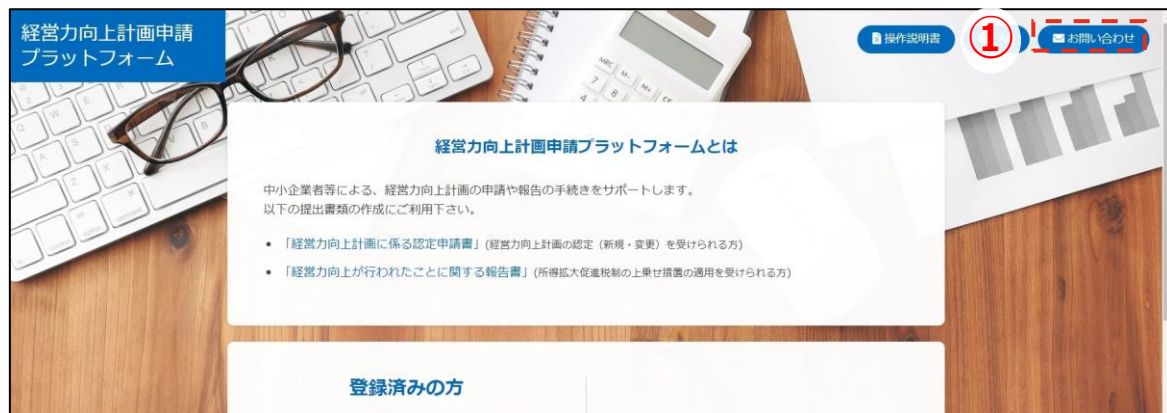 経営力向上計画申請
プラットフォーム
操作説明書
①
お問い合わせ
経営力向上計画申請プラットフォームとは
中小企業者等による、経営力向上計画の申請や報告の手続きをサポートします。
以下の提出書類の作成にご利用下さい。
• 「経営力向上計画に係る認定申請書」(経営力向上計画の認定（新規・変更）を受けられる方)
• 「経営力向上が行われたことに関する報告書」(所得拡大促進税制の上乗せ措置の適用を受けられる方)
登録済みの方